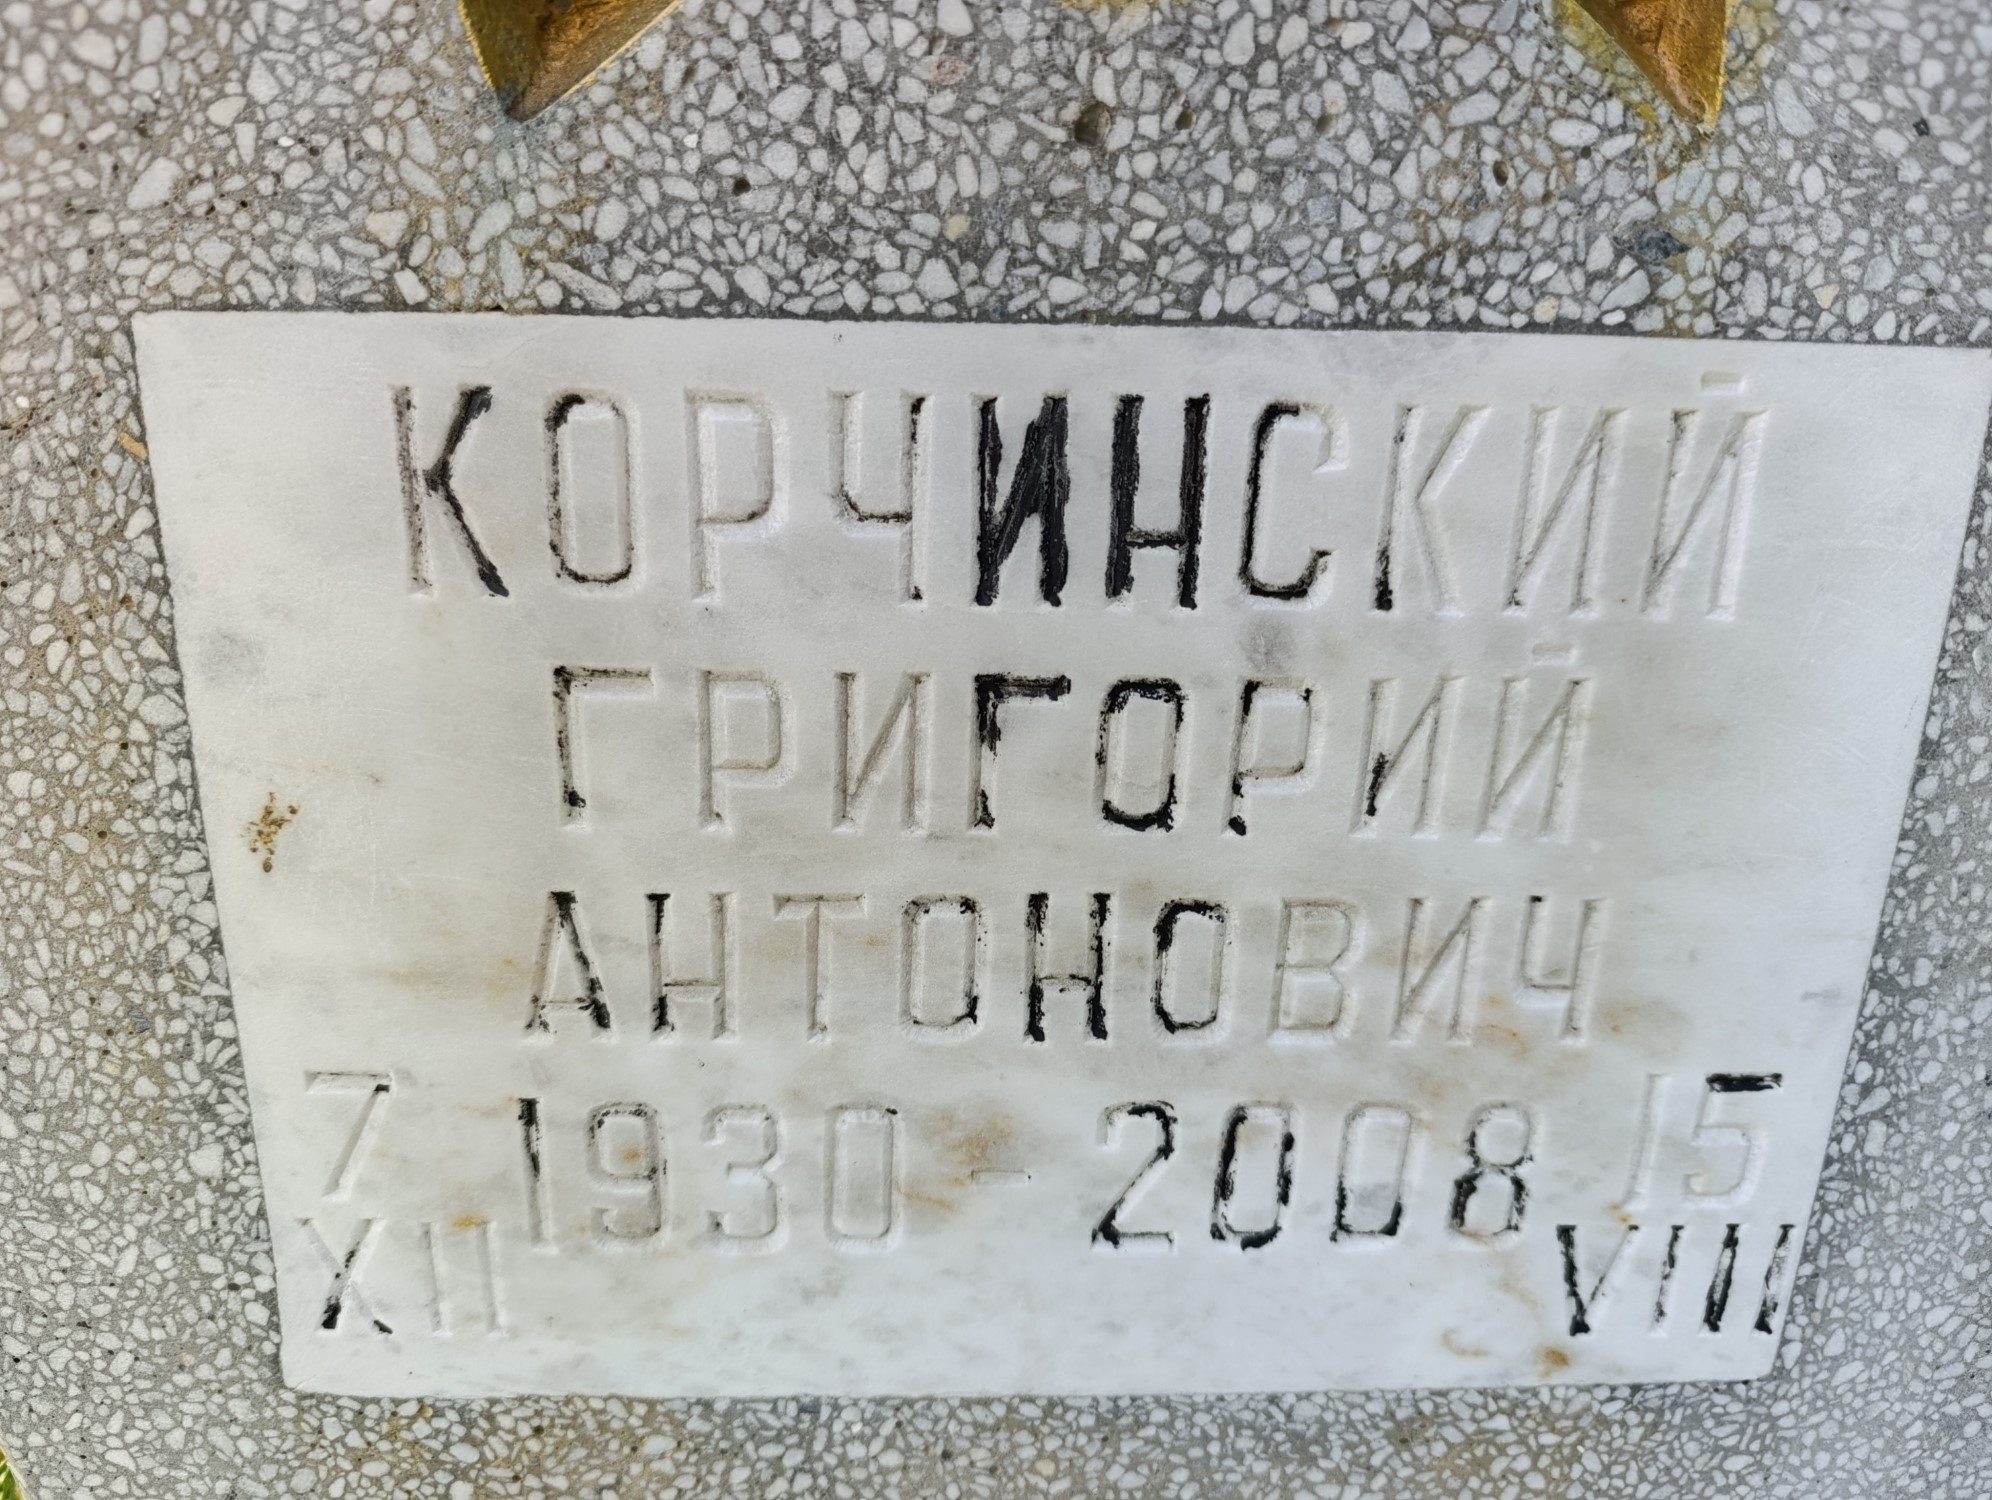 КОРЧИНСКИЙ
ГРИГОРИЙ
АНТОНОВИЧ
7 1930 - 2008 15
XII VIII